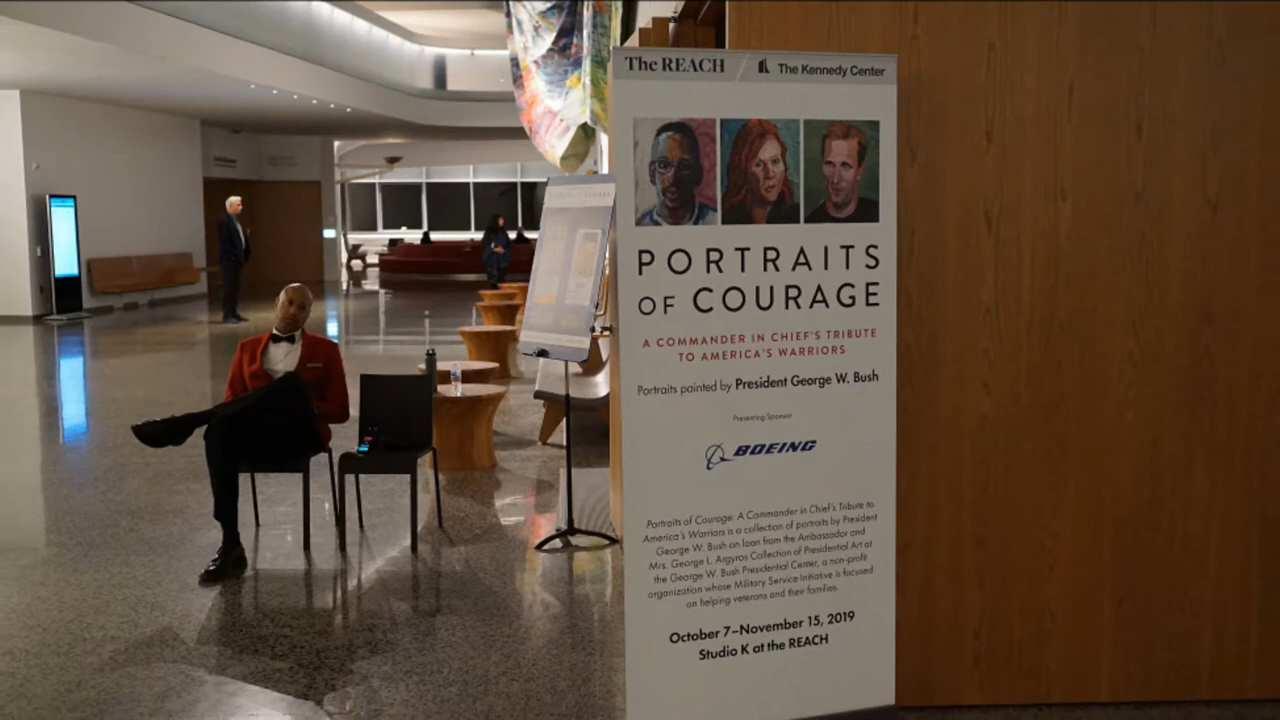 The REACH
The Kennedy Center
PORTRAITS
OF COURAGE
A COMMANDER IN CHIEF'S TRIBUTE
TO AMERICA'S WARRIORS
Portraits painted by President George W. Bush
Presenting Sponsor
BOEING
Portraits of Courage: A Commander in Chief's Tribute to
America's Warriors is a collection of portraits by President
George W. Bush on loan from the Ambassador and
Mrs. George L. Argyros Collection of Presidential Art at
the George W. Bush Presidential Center, a non-profit
organization whose Military Service Initiative is focused
on helping veterans and their families.
October 7–November 15, 2019
Studio K at the REACH